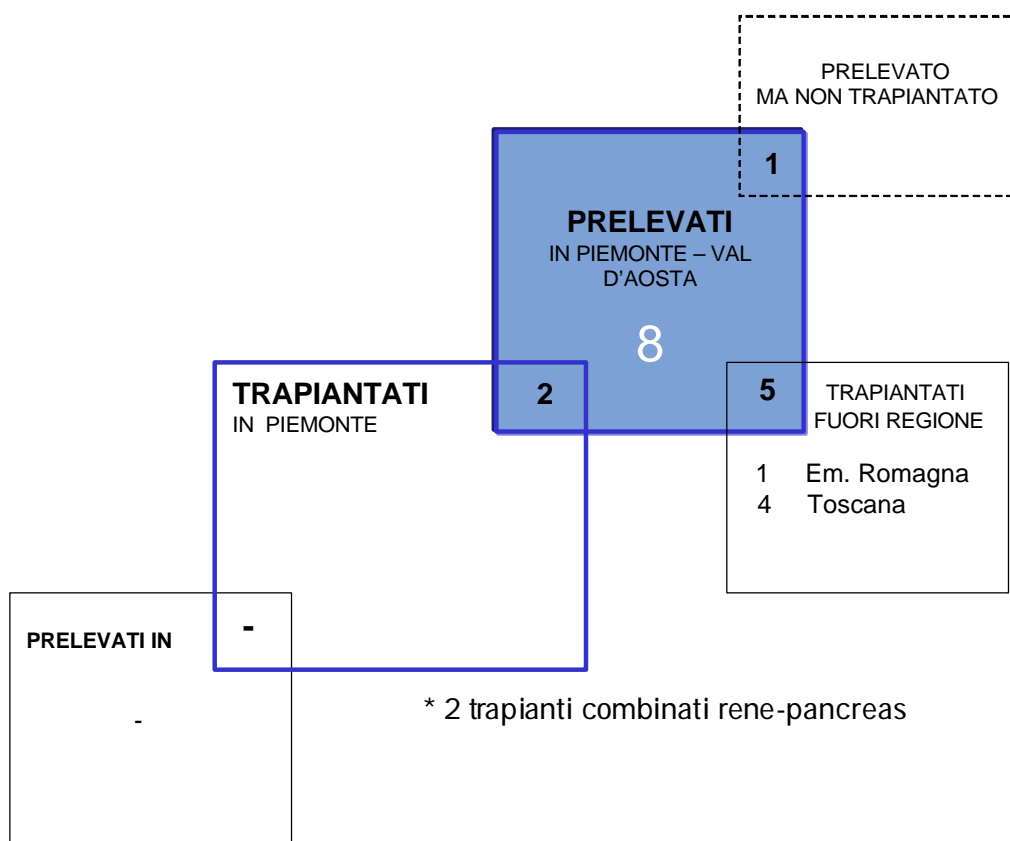 PRELEVATO
MA NON TRAPIANTATO
1
PRELEVATI
IN PIEMONTE – VAL
D'AOSTA
8
TRAPIANTATI
IN PIEMONTE
2
5
TRAPIANTATI
FUORI REGIONE
1 Em. Romagna
4 Toscana
PRELEVATI IN
-
-
* 2 trapianti combinati rene-pancreas